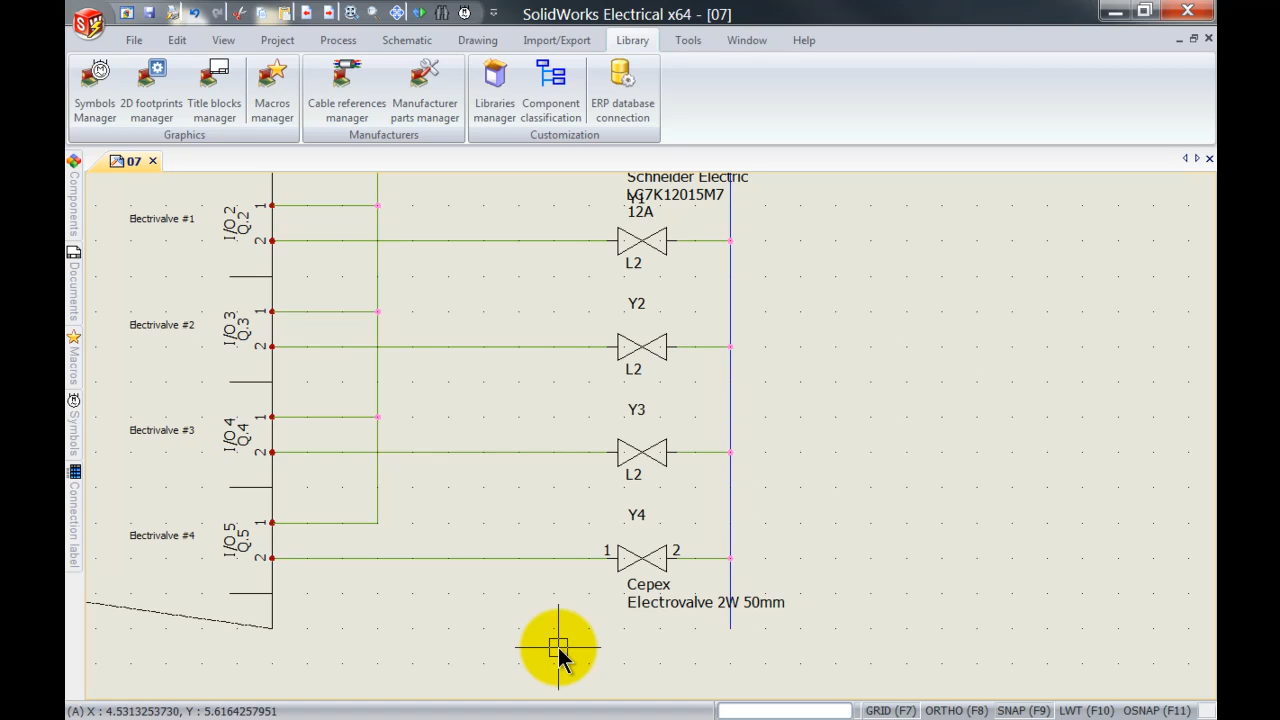 SolidWorks Electrical x64 - [07]
File Edit View Project Process Schematic Drawing Import/Export Library Tools Window Help
Symbols Manager
2D footprints manager
Title blocks manager
Macros manager
Cable references manager
Manufacturer parts manager
Libraries manager
Component classification
ERP database connection
Graphics Manufacturers Customization
07
Components
Documents
Macros
Symbols
Connection label
Schneider Electric
LC7K12015M7
Y1
12A
Electrivalve #1
I/O 2
Q.2
1
2
L2
Y2
Electrivalve #2
I/O 3
Q.3
1
2
L2
Y3
Electrivalve #3
I/O 4
Q.4
1
2
L2
Y4
Electrivalve #4
I/O 5
Q.5
1
2
1 2
Cepex
Electrovalve 2W 50mm
(A) X : 4.5313253730, Y : 5.6164257951
GRID (F7) ORTHO (F8) SNAP (F9) LWT (F10) OSNAP (F11)